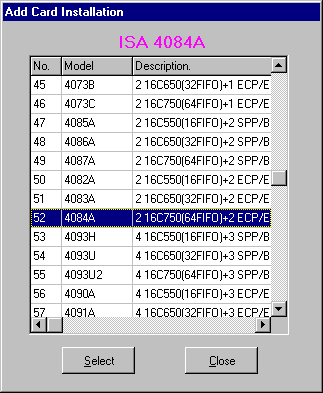 Add Card Installation
ISA 4084A
No. Model Description.
45 4073B 2 16C650(32FIFO)+1 ECP/E
46 4073C 2 16C750(64FIFO)+1 ECP/E
47 4085A 2 16C550(16FIFO)+2 SPP/B
48 4086A 2 16C650(32FIFO)+2 SPP/B
49 4087A 2 16C750(64FIFO)+2 SPP/B
50 4082A 2 16C550(16FIFO)+2 ECP/E
51 4083A 2 16C650(32FIFO)+2 ECP/E
52 4084A 2 16C750(64FIFO)+2 ECP/E
53 4093H 4 16C550(16FIFO)+3 SPP/B
54 4093U 4 16C650(32FIFO)+3 SPP/B
55 4093U2 4 16C750(64FIFO)+3 SPP/B
56 4090A 4 16C550(16FIFO)+3 ECP/E
57 4091A 4 16C650(32FIFO)+3 ECP/E
Select Close